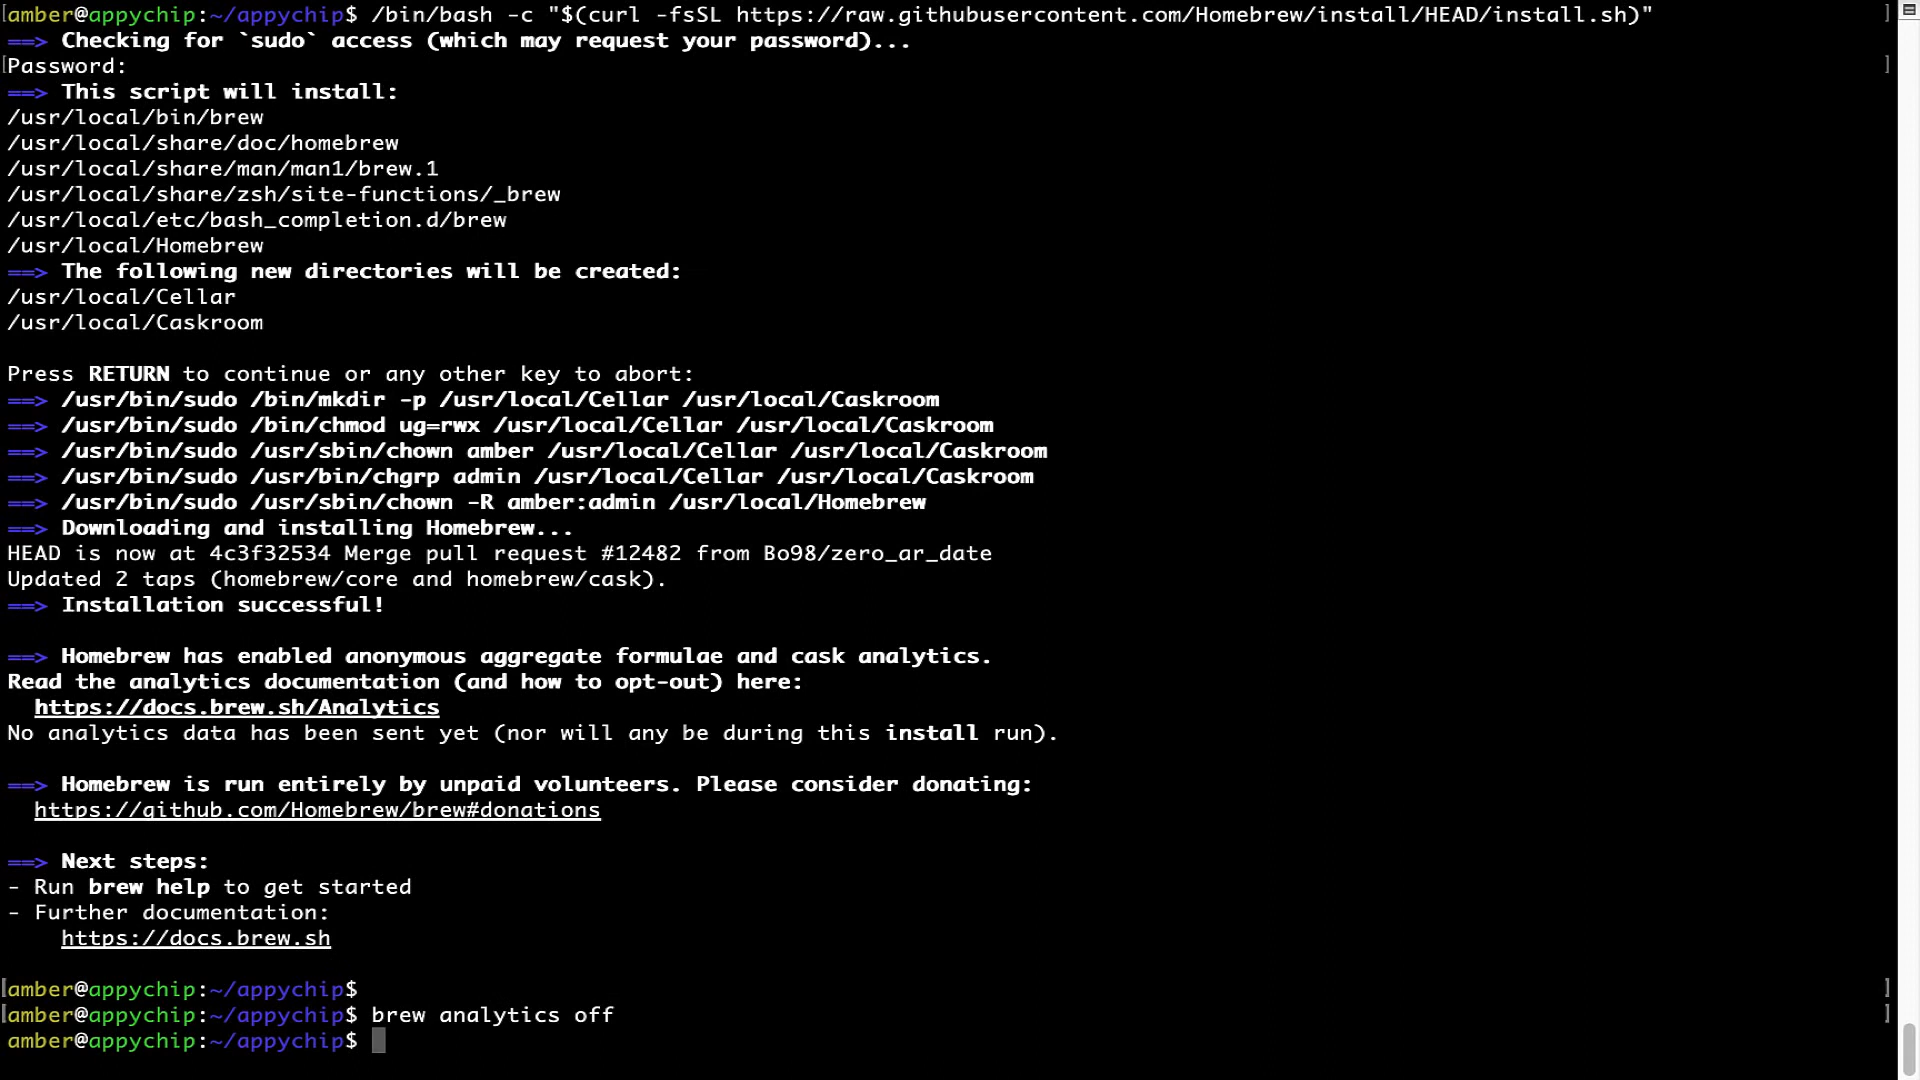 amber@appychip:~/appychip$ /bin/bash -c "$(curl -fsSL https://raw.githubusercontent.com/Homebrew/install/HEAD/install.sh)"
==> Checking for `sudo` access (which may request your password)...
Password:
==> This script will install:
/usr/local/bin/brew
/usr/local/share/doc/homebrew
/usr/local/share/man/man1/brew.1
/usr/local/share/zsh/site-functions/_brew
/usr/local/etc/bash_completion.d/brew
/usr/local/Homebrew
==> The following new directories will be created:
/usr/local/Cellar
/usr/local/Caskroom
Press RETURN to continue or any other key to abort:
==> /usr/bin/sudo /bin/mkdir -p /usr/local/Cellar /usr/local/Caskroom
==> /usr/bin/sudo /bin/chmod ug=rwx /usr/local/Cellar /usr/local/Caskroom
==> /usr/bin/sudo /usr/sbin/chown amber /usr/local/Cellar /usr/local/Caskroom
==> /usr/bin/sudo /usr/bin/chgrp admin /usr/local/Cellar /usr/local/Caskroom
==> /usr/bin/sudo /usr/sbin/chown -R amber:admin /usr/local/Homebrew
==> Downloading and installing Homebrew...
HEAD is now at 4c3f32534 Merge pull request #12482 from Bo98/zero_ar_date
Updated 2 taps (homebrew/core and homebrew/cask).
==> Installation successful!
==> Homebrew has enabled anonymous aggregate formulae and cask analytics.
Read the analytics documentation (and how to opt-out) here:
https://docs.brew.sh/Analytics
No analytics data has been sent yet (nor will any be during this install run).
==> Homebrew is run entirely by unpaid volunteers. Please consider donating:
https://github.com/Homebrew/brew#donations
==> Next steps:
- Run brew help to get started
- Further documentation:
https://docs.brew.sh
amber@appychip:~/appychip$
amber@appychip:~/appychip$ brew analytics off
amber@appychip:~/appychip$